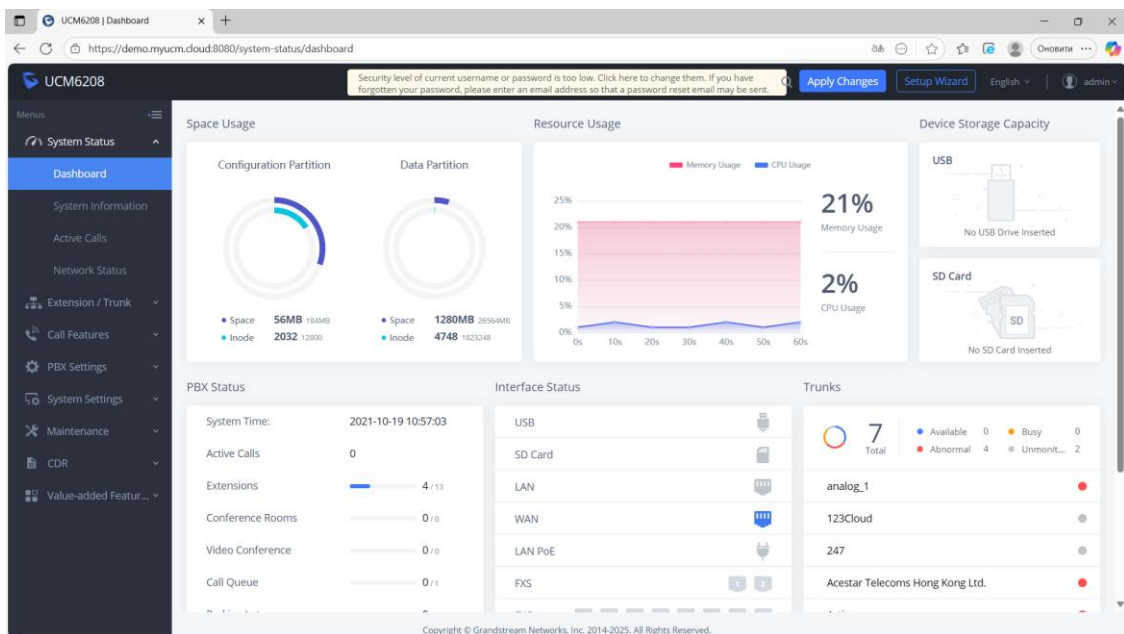 UCM6208 | Dashboard
https://demo.myucm.cloud:8080/system-status/dashboard
Оновити
UCM6208
Security level of current username or password is too low. Click here to change them. If you have
forgotten your password, please enter an email address so that a password reset email may be sent.
Apply Changes
Setup Wizard
English
admin
Menus
System Status
Dashboard
System Information
Active Calls
Network Status
Extension / Trunk
Call Features
PBX Settings
System Settings
Maintenance
CDR
Value-added Featur...
Space Usage
Configuration Partition
Data Partition
Space 56MB 184MB
Inode 2032 12800
Space 1280MB 26564MB
Inode 4748 1823248
Resource Usage
Memory Usage CPU Usage
25%
20%
15%
10%
5%
0%
0s 10s 20s 30s 40s 50s 60s
21%
Memory Usage
2%
CPU Usage
Device Storage Capacity
USB
No USB Drive Inserted
SD Card
SD
No SD Card Inserted
PBX Status
System Time: 2021-10-19 10:57:03
Active Calls 0
Extensions 4 / 13
Conference Rooms 0 / 0
Video Conference 0 / 0
Call Queue 0 / 1
Interface Status
USB
SD Card
LAN
WAN
LAN PoE
FXS 1 2
Trunks
7
Total
Available 0
Busy 0
Abnormal 4
Unmonit... 2
analog_1
123Cloud
247
Acestar Telecoms Hong Kong Ltd.
Copyright © Grandstream Networks, Inc. 2014-2025. All Rights Reserved.